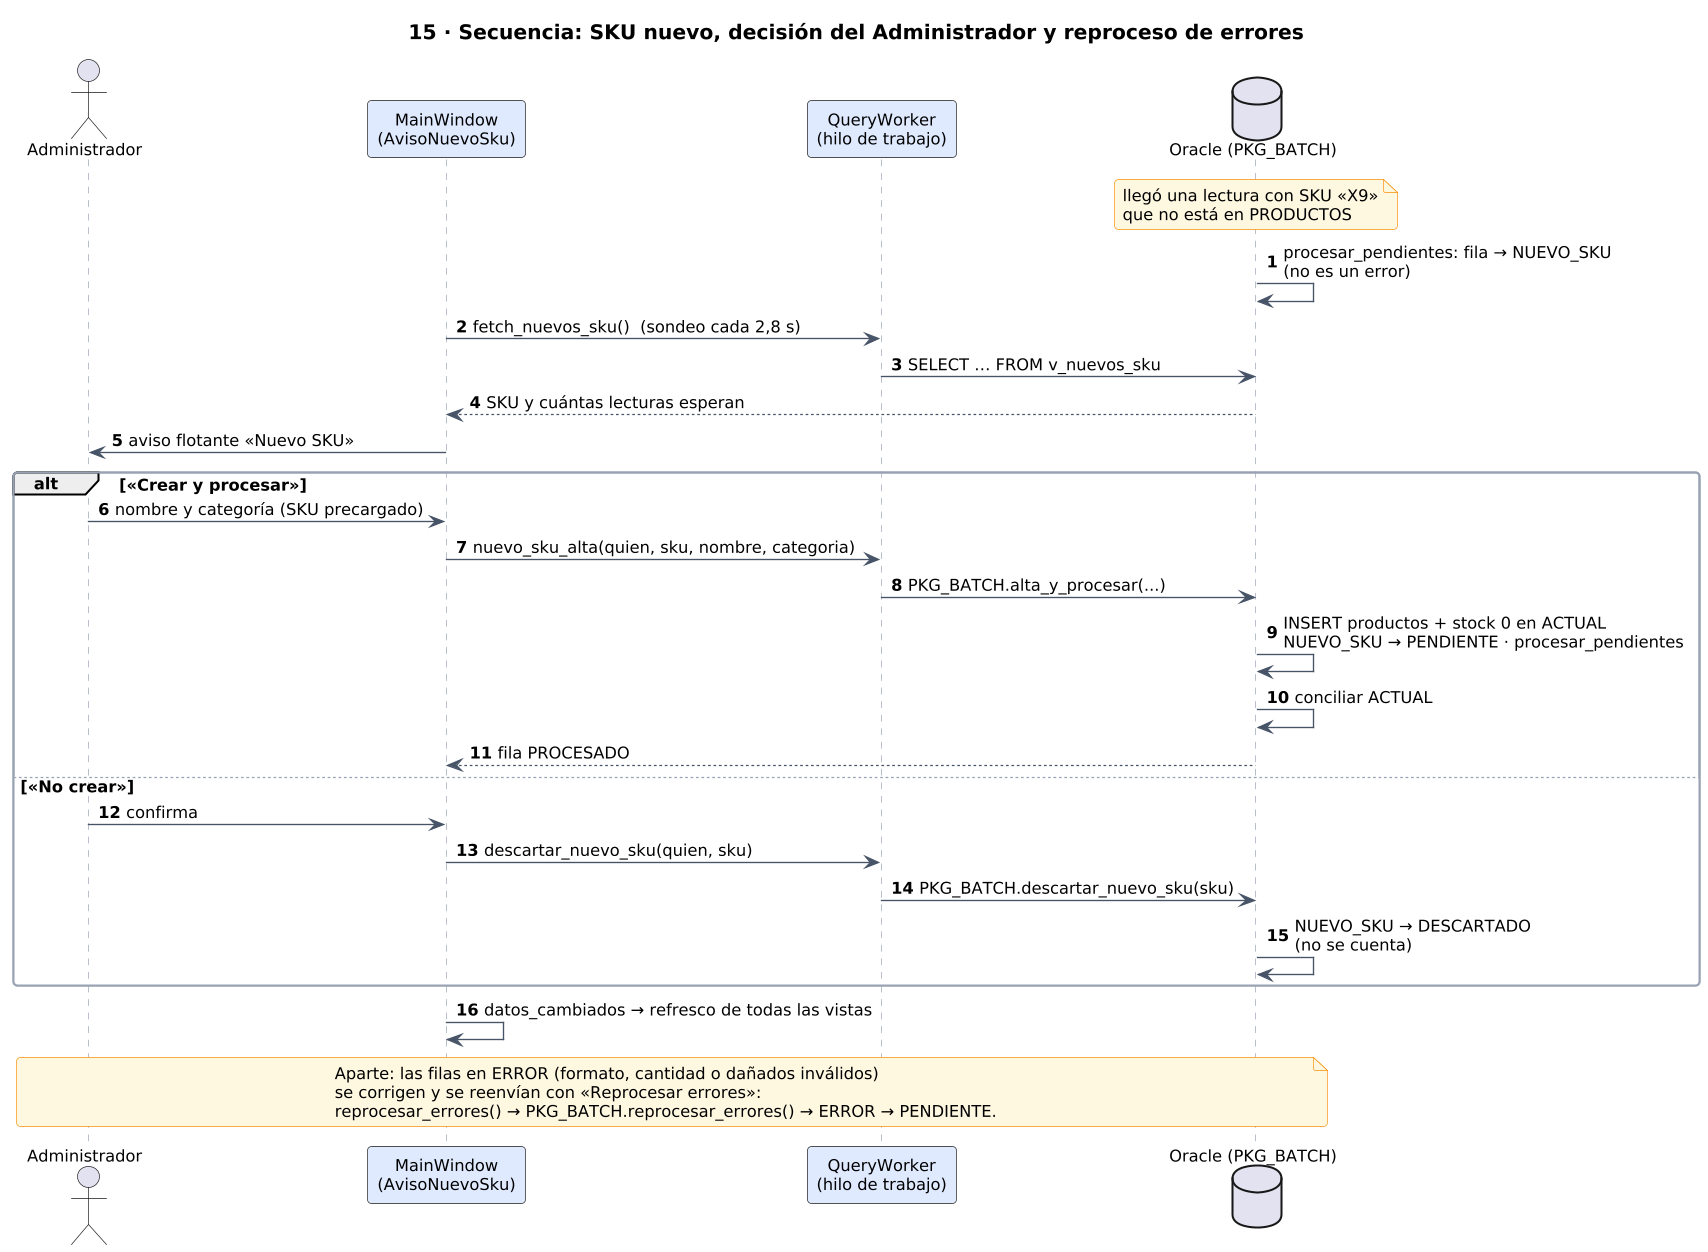 15 · Secuencia: SKU nuevo, decisión del Administrador y reproceso de errores
Administrador
MainWindow
(AvisoNuevoSku)
QueryWorker
(hilo de trabajo)
Oracle (PKG_BATCH)
llegó una lectura con SKU «X9»
que no está en PRODUCTOS
1 procesar_pendientes: fila → NUEVO_SKU
(no es un error)
2 fetch_nuevos_sku()  (sondeo cada 2,8 s)
3 SELECT ... FROM v_nuevos_sku
4 SKU y cuántas lecturas esperan
5 aviso flotante «Nuevo SKU»
alt [«Crear y procesar»]
6 nombre y categoría (SKU precargado)
7 nuevo_sku_alta(quien, sku, nombre, categoria)
8 PKG_BATCH.alta_y_procesar(...)
9 INSERT productos + stock 0 en ACTUAL
NUEVO_SKU → PENDIENTE · procesar_pendientes
10 conciliar ACTUAL
11 fila PROCESADO
[«No crear»]
12 confirma
13 descartar_nuevo_sku(quien, sku)
14 PKG_BATCH.descartar_nuevo_sku(sku)
15 NUEVO_SKU → DESCARTADO
(no se cuenta)
16 datos_cambiados → refresco de todas las vistas
Aparte: las filas en ERROR (formato, cantidad o dañados inválidos)
se corrigen y se reenvían con «Reprocesar errores»:
reprocesar_errores() → PKG_BATCH.reprocesar_errores() → ERROR → PENDIENTE.
Administrador
MainWindow
(AvisoNuevoSku)
QueryWorker
(hilo de trabajo)
Oracle (PKG_BATCH)